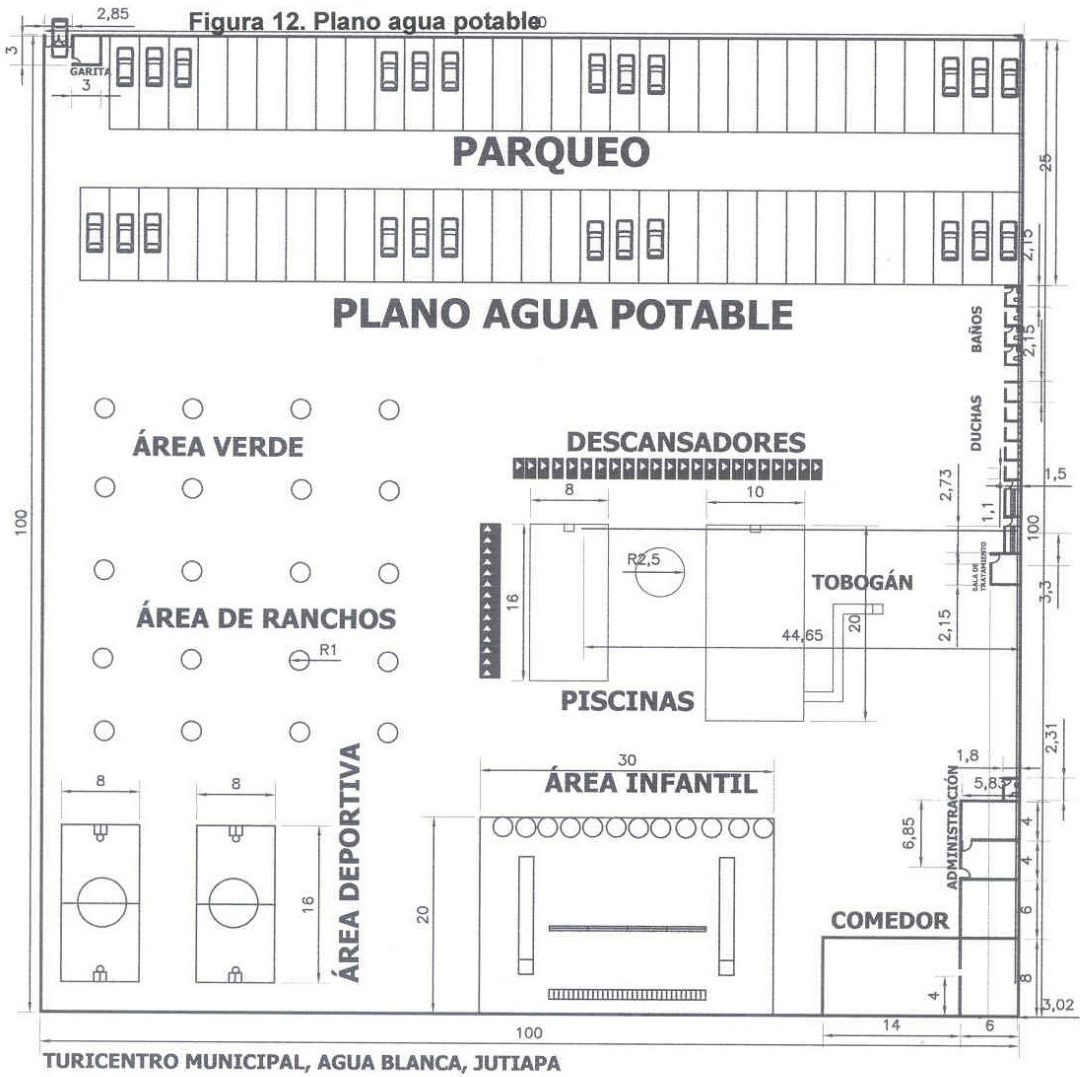 Figura 12. Plano agua potable
2,85
3
GARITA
3
PARQUEO
25
2,15
PLANO AGUA POTABLE
BAÑOS
2,15
DUCHAS
ÁREA VERDE
DESCANSADORES
8
10
2,73
1,5
1,1
100
100
R2,5
16
TOBOGÁN
SALA DE TRATAMIENTO
3,3
ÁREA DE RANCHOS
44,65
20
2,15
R1
PISCINAS
2,31
30
1,8
ÁREA INFANTIL
5,83
8
8
ÁREA DEPORTIVA
ADMINISTRACIÓN
6,85
4
4
16
20
COMEDOR
6
8
4
3,02
100
14
6
TURICENTRO MUNICIPAL, AGUA BLANCA, JUTIAPA